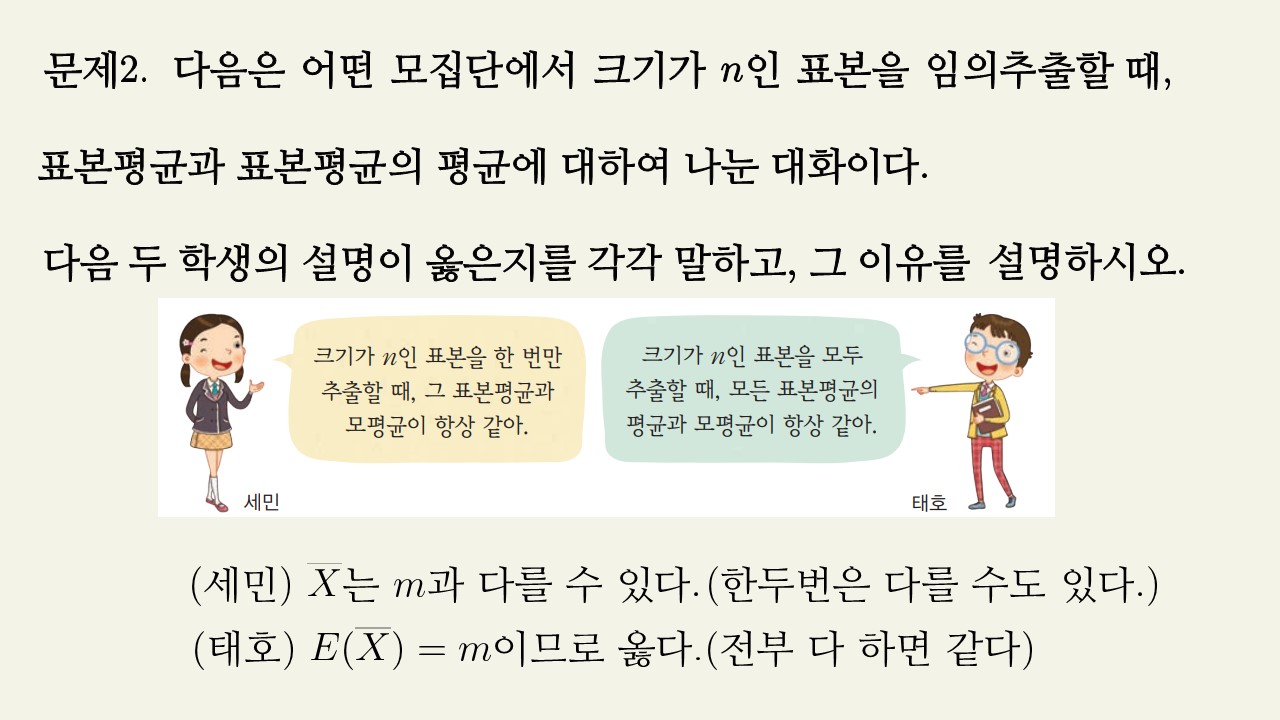 문제2. 다음은 어떤 모집단에서 크기가 n인 표본을 임의추출할 때,
표본평균과 표본평균의 평균에 대하여 나눈 대화이다.
다음 두 학생의 설명이 옳은지를 각각 말하고, 그 이유를 설명하시오.
크기가 n인 표본을 한 번만
추출할 때, 그 표본평균과
모평균이 항상 같아.
세민
크기가 n인 표본을 모두
추출할 때, 모든 표본평균의
평균과 모평균이 항상 같아.
태호
(세민) X̅는 m과 다를 수 있다.(한두번은 다를 수도 있다.)
(태호) E(X̅) = m이므로 옳다.(전부 다 하면 같다)